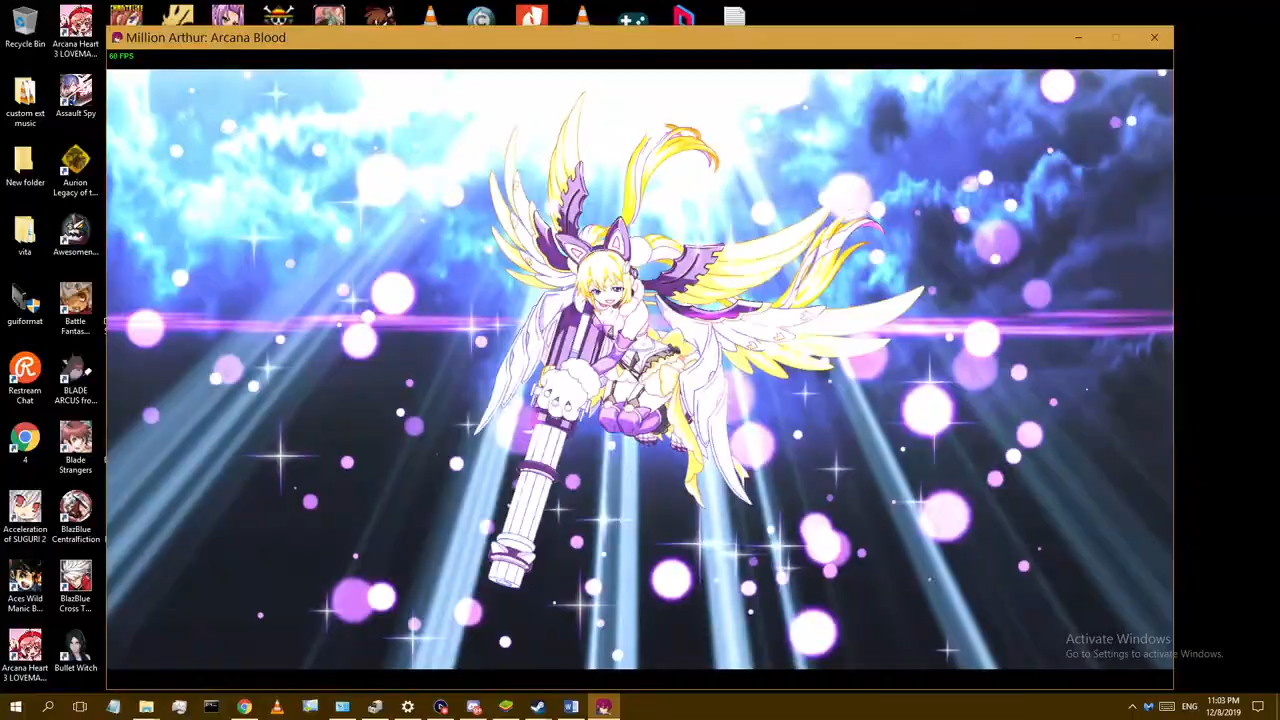 Million Arthur: Arcana Blood
60 FPS
Recycle Bin
Arcana Heart
3 LOVEMA...
custom ext
music
Assault Spy
New folder
Aurion
Legacy of t...
vita
Awesomen...
guiformat
Battle
Fantas...
Restream
Chat
BLADE
ARCUS fro...
4
Blade
Strangers
Acceleration
of SUGURI 2
BlazBlue
Centralfiction
Aces Wild
Manic B...
BlazBlue
Cross T...
Arcana Heart
3 LOVEMA...
Bullet Witch
Activate Windows
Go to Settings to activate Windows.
ENG
11:03 PM
12/8/2019